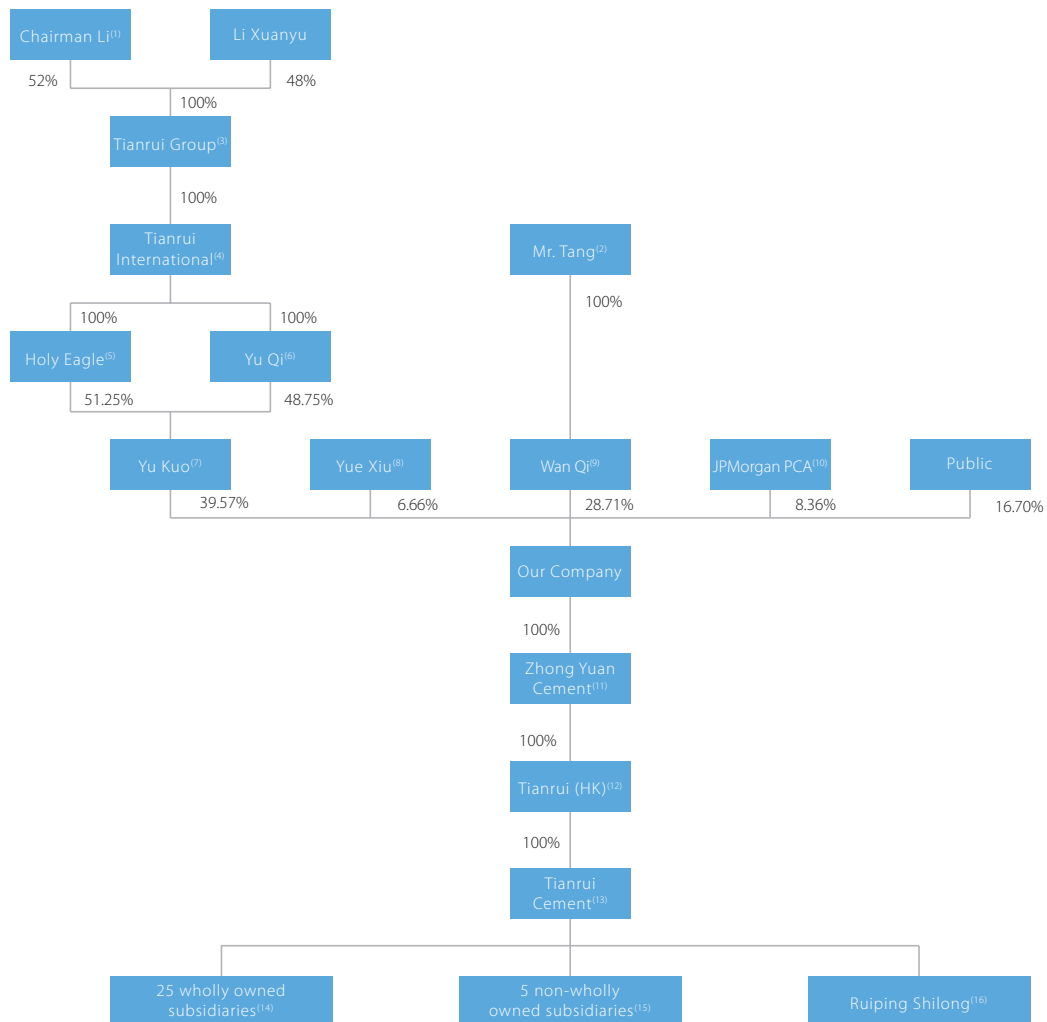 Chairman Li(1)
Li Xuanyu
52%
48%
100%
Tianrui Group(3)
100%
Tianrui
International(4)
Mr. Tang(2)
100%
100%
100%
Holy Eagle(5)
Yu Qi(6)
51.25%
48.75%
Yu Kuo(7)
Yue Xiu(8)
Wan Qi(9)
JPMorgan PCA(10)
Public
39.57%
6.66%
28.71%
8.36%
16.70%
Our Company
100%
Zhong Yuan
Cement(11)
100%
Tianrui (HK)(12)
100%
Tianrui
Cement(13)
25 wholly owned
subsidiaries(14)
5 non-wholly
owned subsidiaries(15)
Ruiping Shilong(16)